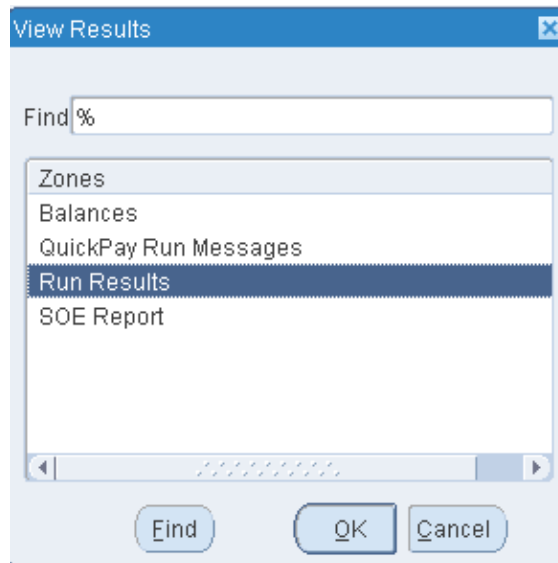 View Results
Find %
Zones
Balances
QuickPay Run Messages
Run Results
SOE Report
Find OK Cancel